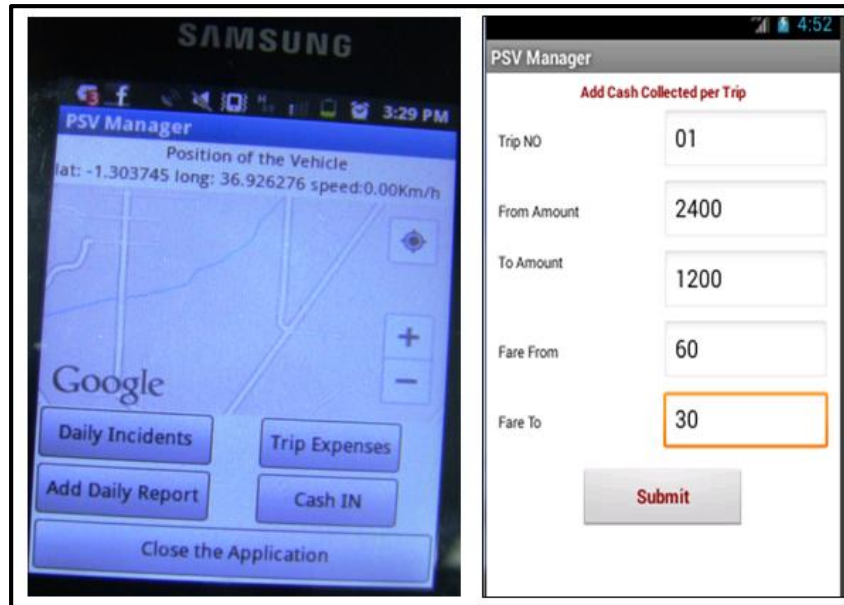 SAMSUNG
3:29 PM
PSV Manager
Position of the Vehicle
lat: -1.303745 long: 36.926276 speed:0.00Km/h
+
Google
−
Daily Incidents
Trip Expenses
Add Daily Report
Cash IN
Close the Application
4:52
PSV Manager
Add Cash Collected per Trip
Trip NO 01
From Amount 2400
To Amount 1200
Fare From 60
Fare To 30
Submit